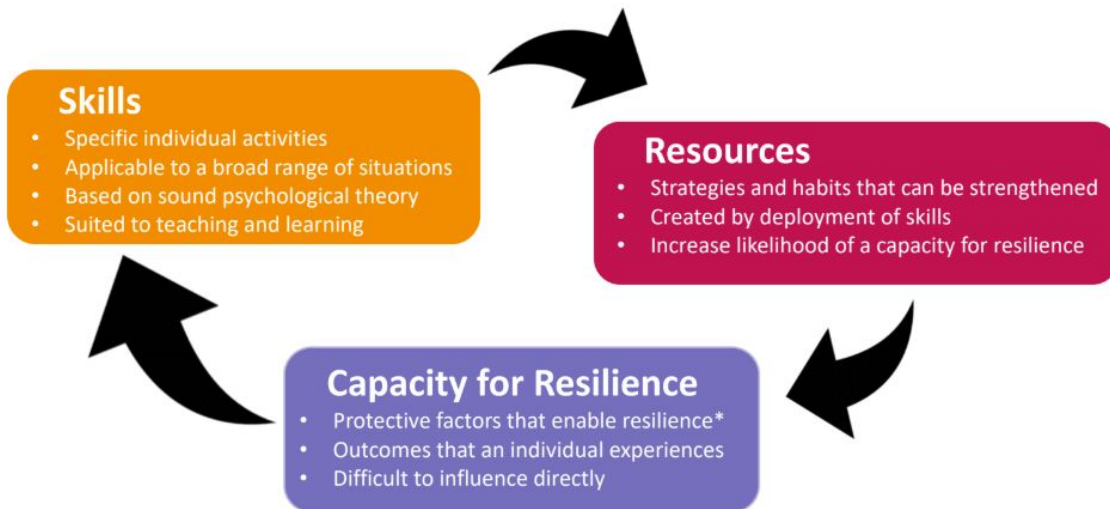 Skills
• Specific individual activities
• Applicable to a broad range of situations
• Based on sound psychological theory
• Suited to teaching and learning
Resources
• Strategies and habits that can be strengthened
• Created by deployment of skills
• Increase likelihood of a capacity for resilience
Capacity for Resilience
• Protective factors that enable resilience*
• Outcomes that an individual experiences
• Difficult to influence directly